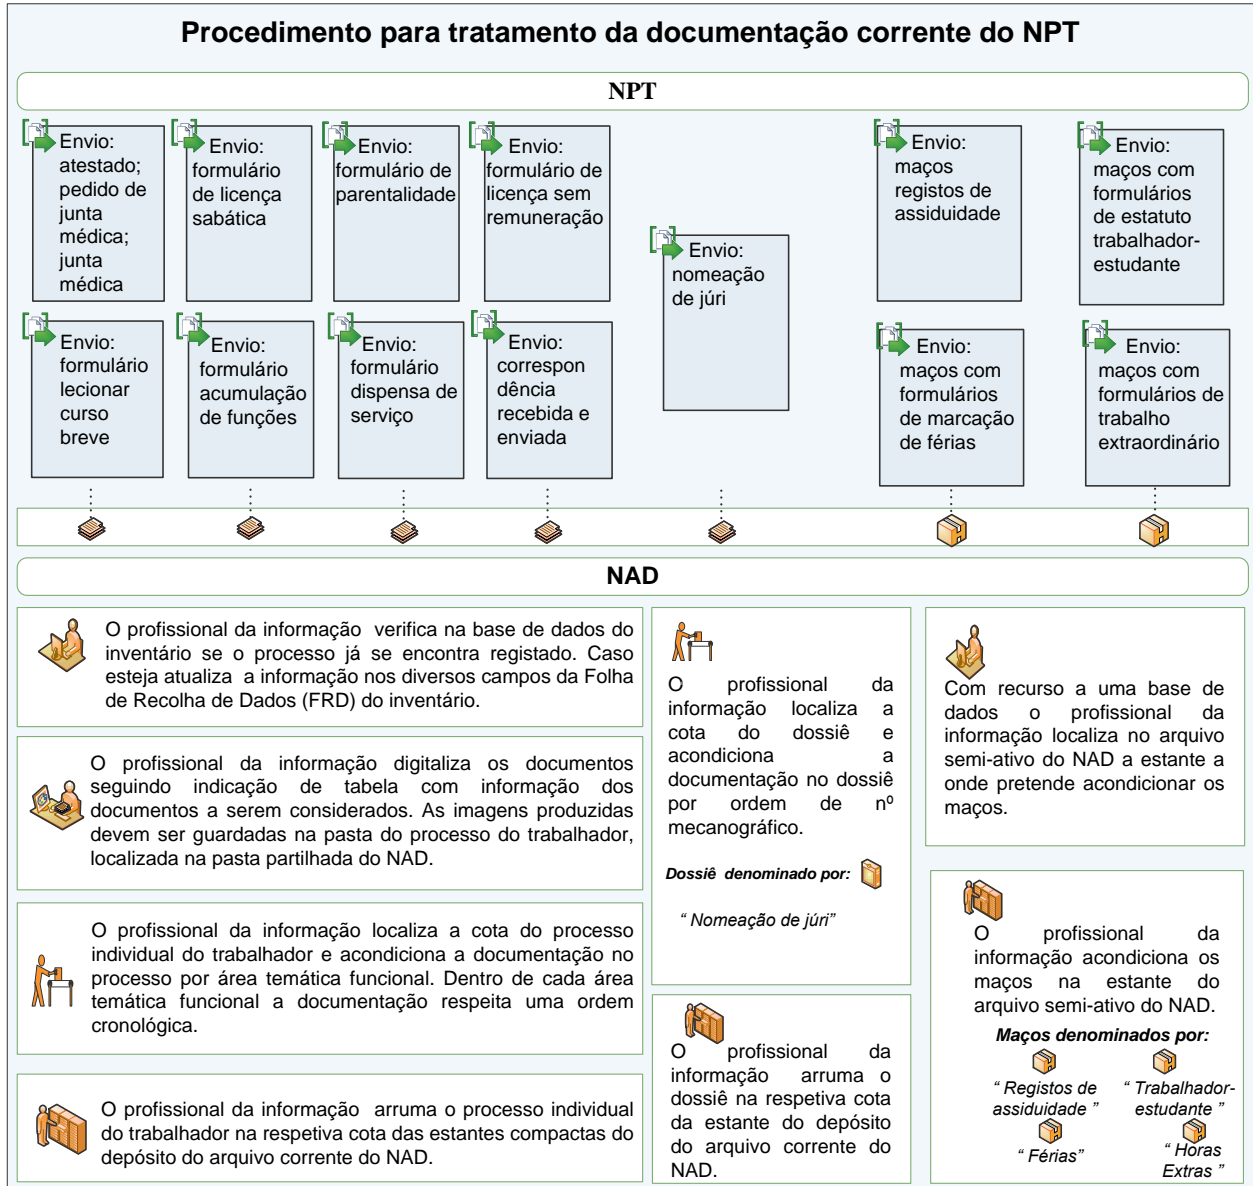 Procedimento para tratamento da documentação corrente do NPT
NPT
Envio:
atestado;
pedido de
junta
médica;
junta
médica
Envio:
formulário
de licença
sabática
Envio:
formulário de
parentalidade
Envio:
formulário de
licença sem
remuneração
Envio:
nomeação
de júri
Envio:
maços
registos de
assiduidade
Envio:
maços com
formulários
de estatuto
trabalhador-
estudante
Envio:
formulário
lecionar
curso
breve
Envio:
formulário
acumulação
de funções
Envio:
formulário
dispensa de
serviço
Envio:
correspon
dência
recebida e
enviada
Envio:
maços com
formulários
de marcação
de férias
Envio:
maços com
formulários de
trabalho
extraordinário
NAD
O profissional da informação verifica na base de dados do
inventário se o processo já se encontra registado. Caso
esteja atualiza a informação nos diversos campos da Folha
de Recolha de Dados (FRD) do inventário.
O profissional da informação digitaliza os documentos
seguindo indicação de tabela com informação dos
documentos a serem considerados. As imagens produzidas
devem ser guardadas na pasta do processo do trabalhador,
localizada na pasta partilhada do NAD.
O profissional da informação localiza a cota do processo
individual do trabalhador e acondiciona a documentação no
processo por área temática funcional. Dentro de cada área
temática funcional a documentação respeita uma ordem
cronológica.
O profissional da informação arruma o processo individual
do trabalhador na respetiva cota das estantes compactas do
depósito do arquivo corrente do NAD.
O profissional da
informação localiza a
cota do dossiê e
acondiciona a
documentação no dossiê
por ordem de nº
mecanográfico.
Dossiê denominado por:
“ Nomeação de júri”
O profissional da
informação arruma o
dossiê na respetiva cota
da estante do depósito
do arquivo corrente do
NAD.
Com recurso a uma base de
dados o profissional da
informação localiza no arquivo
semi-ativo do NAD a estante a
onde pretende acondicionar os
maços.
O profissional da
informação acondiciona os
maços na estante do
arquivo semi-ativo do NAD.
Maços denominados por:
“ Registos de
assiduidade ”
“ Trabalhador-
estudante ”
“ Férias”
“ Horas
Extras ”